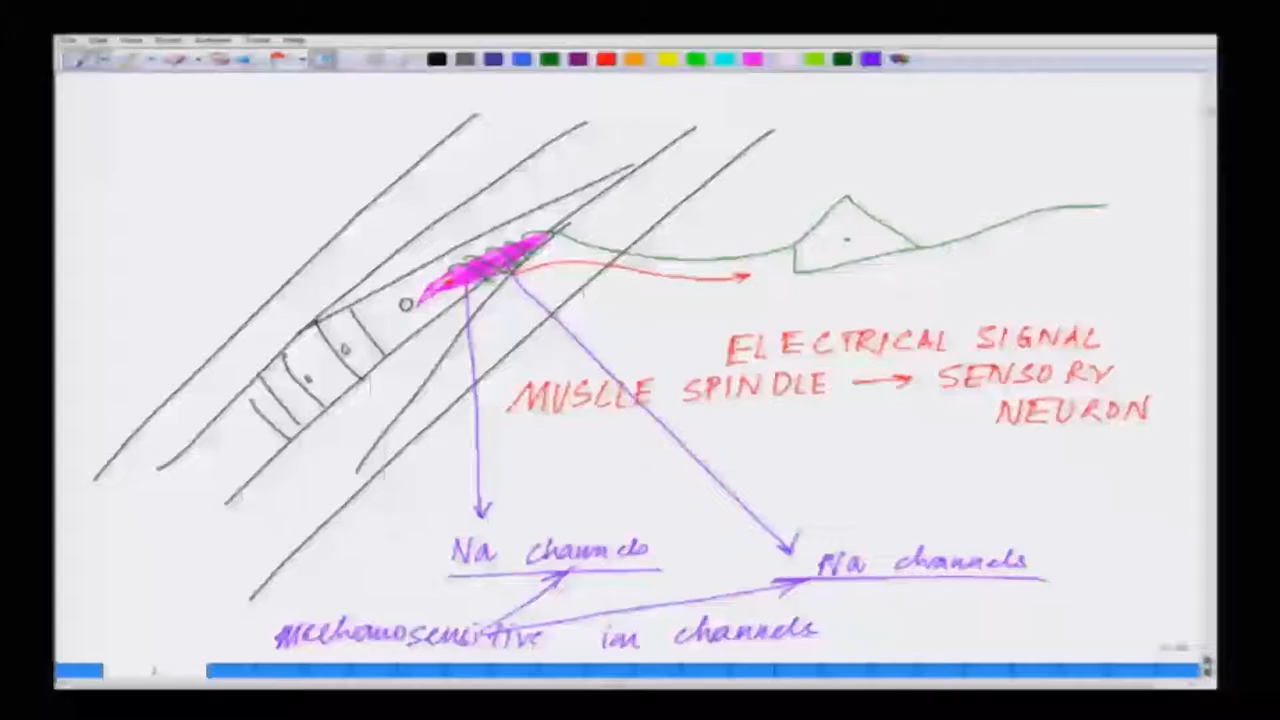 ELECTRICAL SIGNAL
MUSCLE SPINDLE → SENSORY
NEURON
Na channels
Na channels
mechanosensitive ion channels